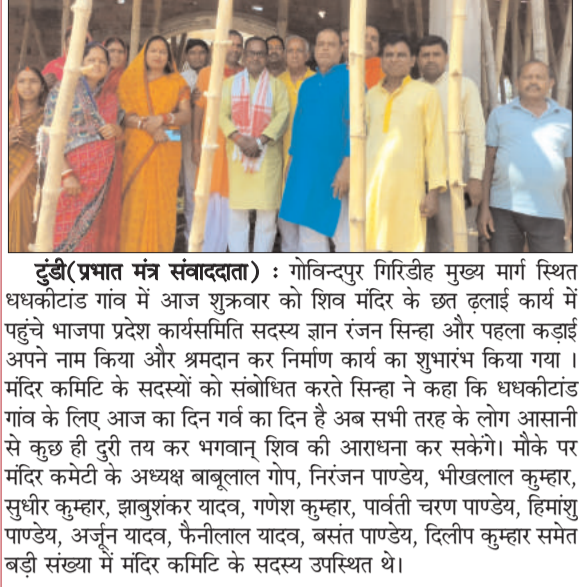 टुंडी(प्रभात मंत्र संवाददाता) : गोविन्दपुर गिरिडीह मुख्य मार्ग स्थित
धधकीटांड गांव में आज शुक्रवार को शिव मंदिर के छत ढ़लाई कार्य में
पहुंचे भाजपा प्रदेश कार्यसमिति सदस्य ज्ञान रंजन सिन्हा और पहला कड़ाई
अपने नाम किया और श्रमदान कर निर्माण कार्य का शुभारंभ किया गया ।
मंदिर कमिटि के सदस्यों को संबोधित करते सिन्हा ने कहा कि धधकीटांड
गांव के लिए आज का दिन गर्व का दिन है अब सभी तरह के लोग आसानी
से कुछ ही दुरी तय कर भगवान् शिव की आराधना कर सकेंगे। मौके पर
मंदिर कमेटी के अध्यक्ष बाबूलाल गोप, निरंजन पाण्डेय, भीखलाल कुम्हार,
सुधीर कुम्हार, झाबुशंकर यादव, गणेश कुम्हार, पार्वती चरण पाण्डेय, हिमांशु
पाण्डेय, अर्जून यादव, फैनीलाल यादव, बसंत पाण्डेय, दिलीप कुम्हार समेत
बड़ी संख्या में मंदिर कमिटि के सदस्य उपस्थित थे।